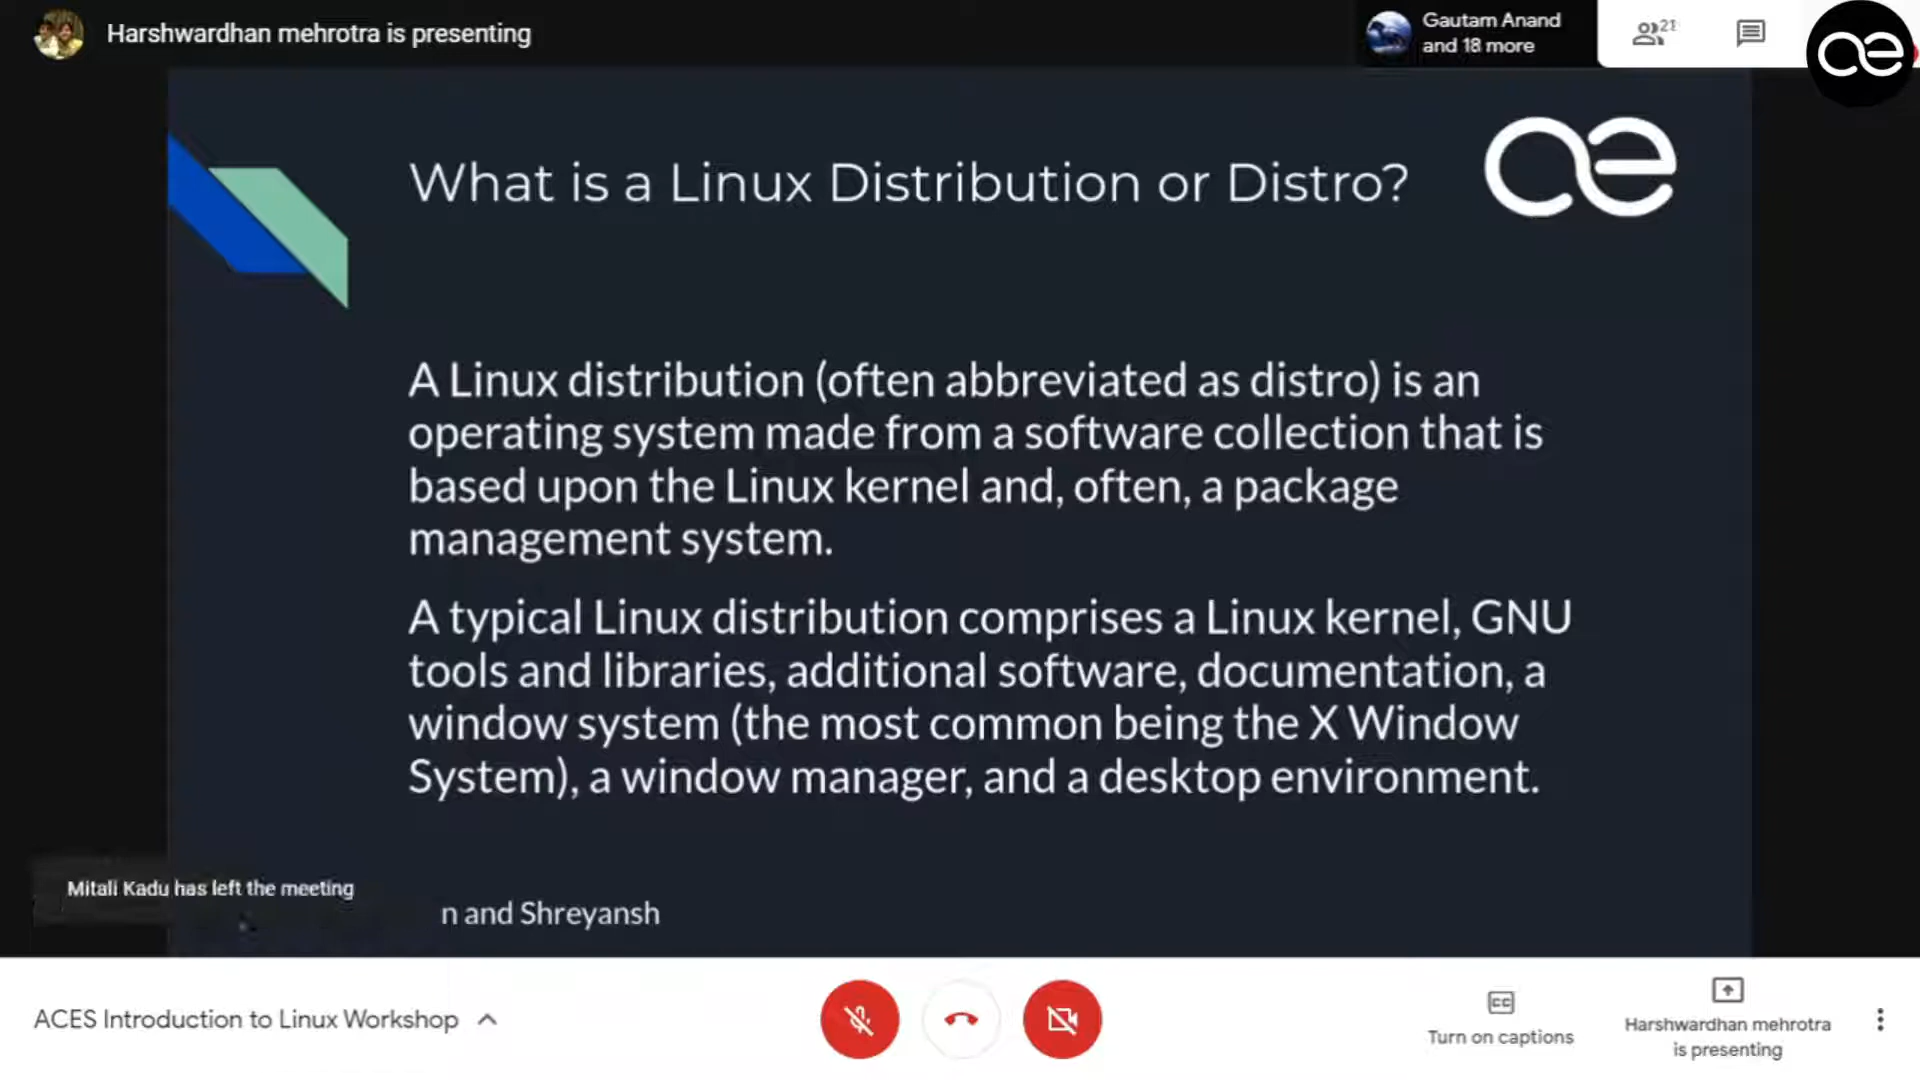 Harshwardhan mehrotra is presenting
Gautam Anand
and 18 more
21
What is a Linux Distribution or Distro?
A Linux distribution (often abbreviated as distro) is an
operating system made from a software collection that is
based upon the Linux kernel and, often, a package
management system.
A typical Linux distribution comprises a Linux kernel, GNU
tools and libraries, additional software, documentation, a
window system (the most common being the X Window
System), a window manager, and a desktop environment.
Mitali Kadu has left the meeting
n and Shreyansh
ACES Introduction to Linux Workshop
CC
Turn on captions
Harshwardhan mehrotra
is presenting